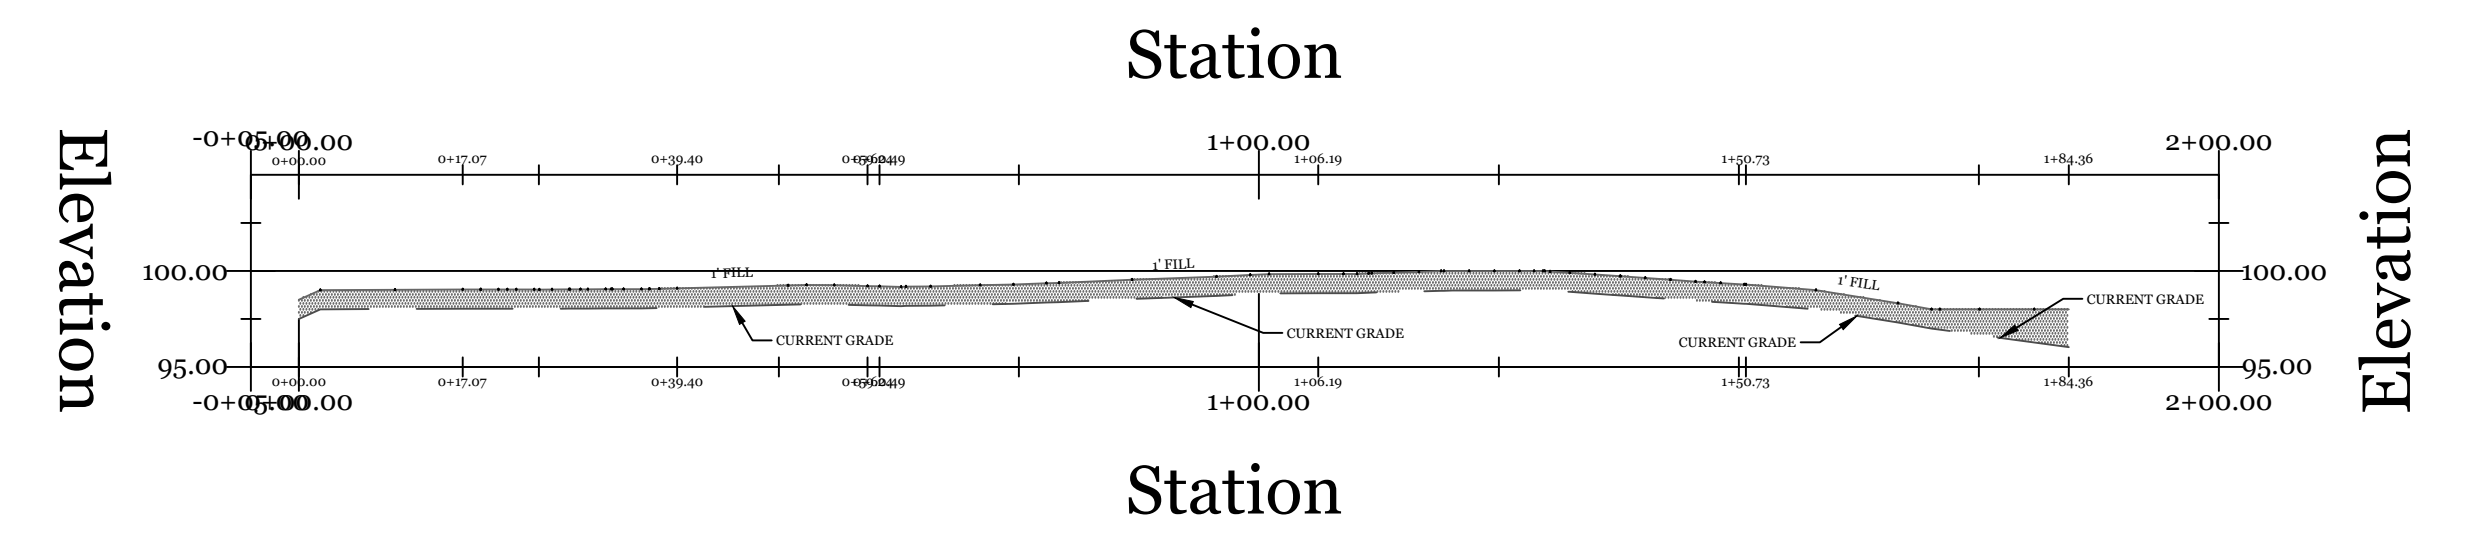 Station
-0+05.00 0+00.00 1+00.00 2+00.00
0+00.00 0+17.07 0+39.40 1+06.19 1+50.73 1+84.36
Elevation
Elevation
100.00 100.00
1' FILL 1' FILL 1' FILL
CURRENT GRADE
CURRENT GRADE
CURRENT GRADE
CURRENT GRADE
95.00 95.00
0+00.00 0+17.07 0+39.40 1+06.19 1+50.73 1+84.36
-0+05.00 0+00.00 1+00.00 2+00.00
Station